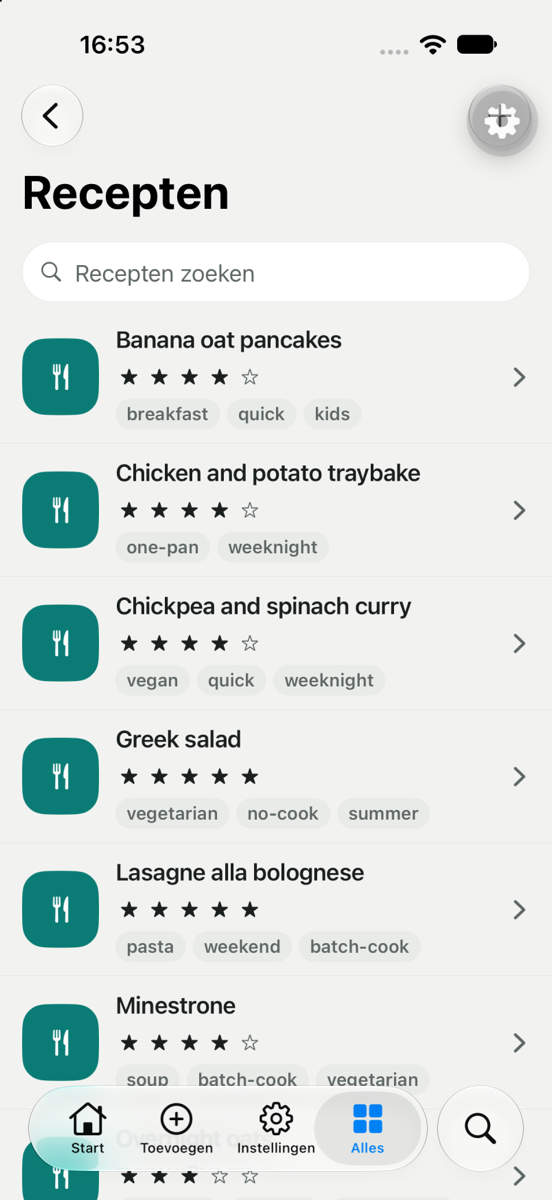 16:53
Recepten
Recepten zoeken
Banana oat pancakes
★ ★ ★ ★ ☆
breakfast quick kids
Chicken and potato traybake
★ ★ ★ ★ ☆
one-pan weeknight
Chickpea and spinach curry
★ ★ ★ ★ ☆
vegan quick weeknight
Greek salad
★ ★ ★ ★ ★
vegetarian no-cook summer
Lasagne alla bolognese
★ ★ ★ ★ ★
pasta weekend batch-cook
Minestrone
★ ★ ★ ★ ☆
soup batch-cook vegetarian
Overnight oats
★ ★ ★ ☆ ☆
Start Toevoegen Instellingen Alles